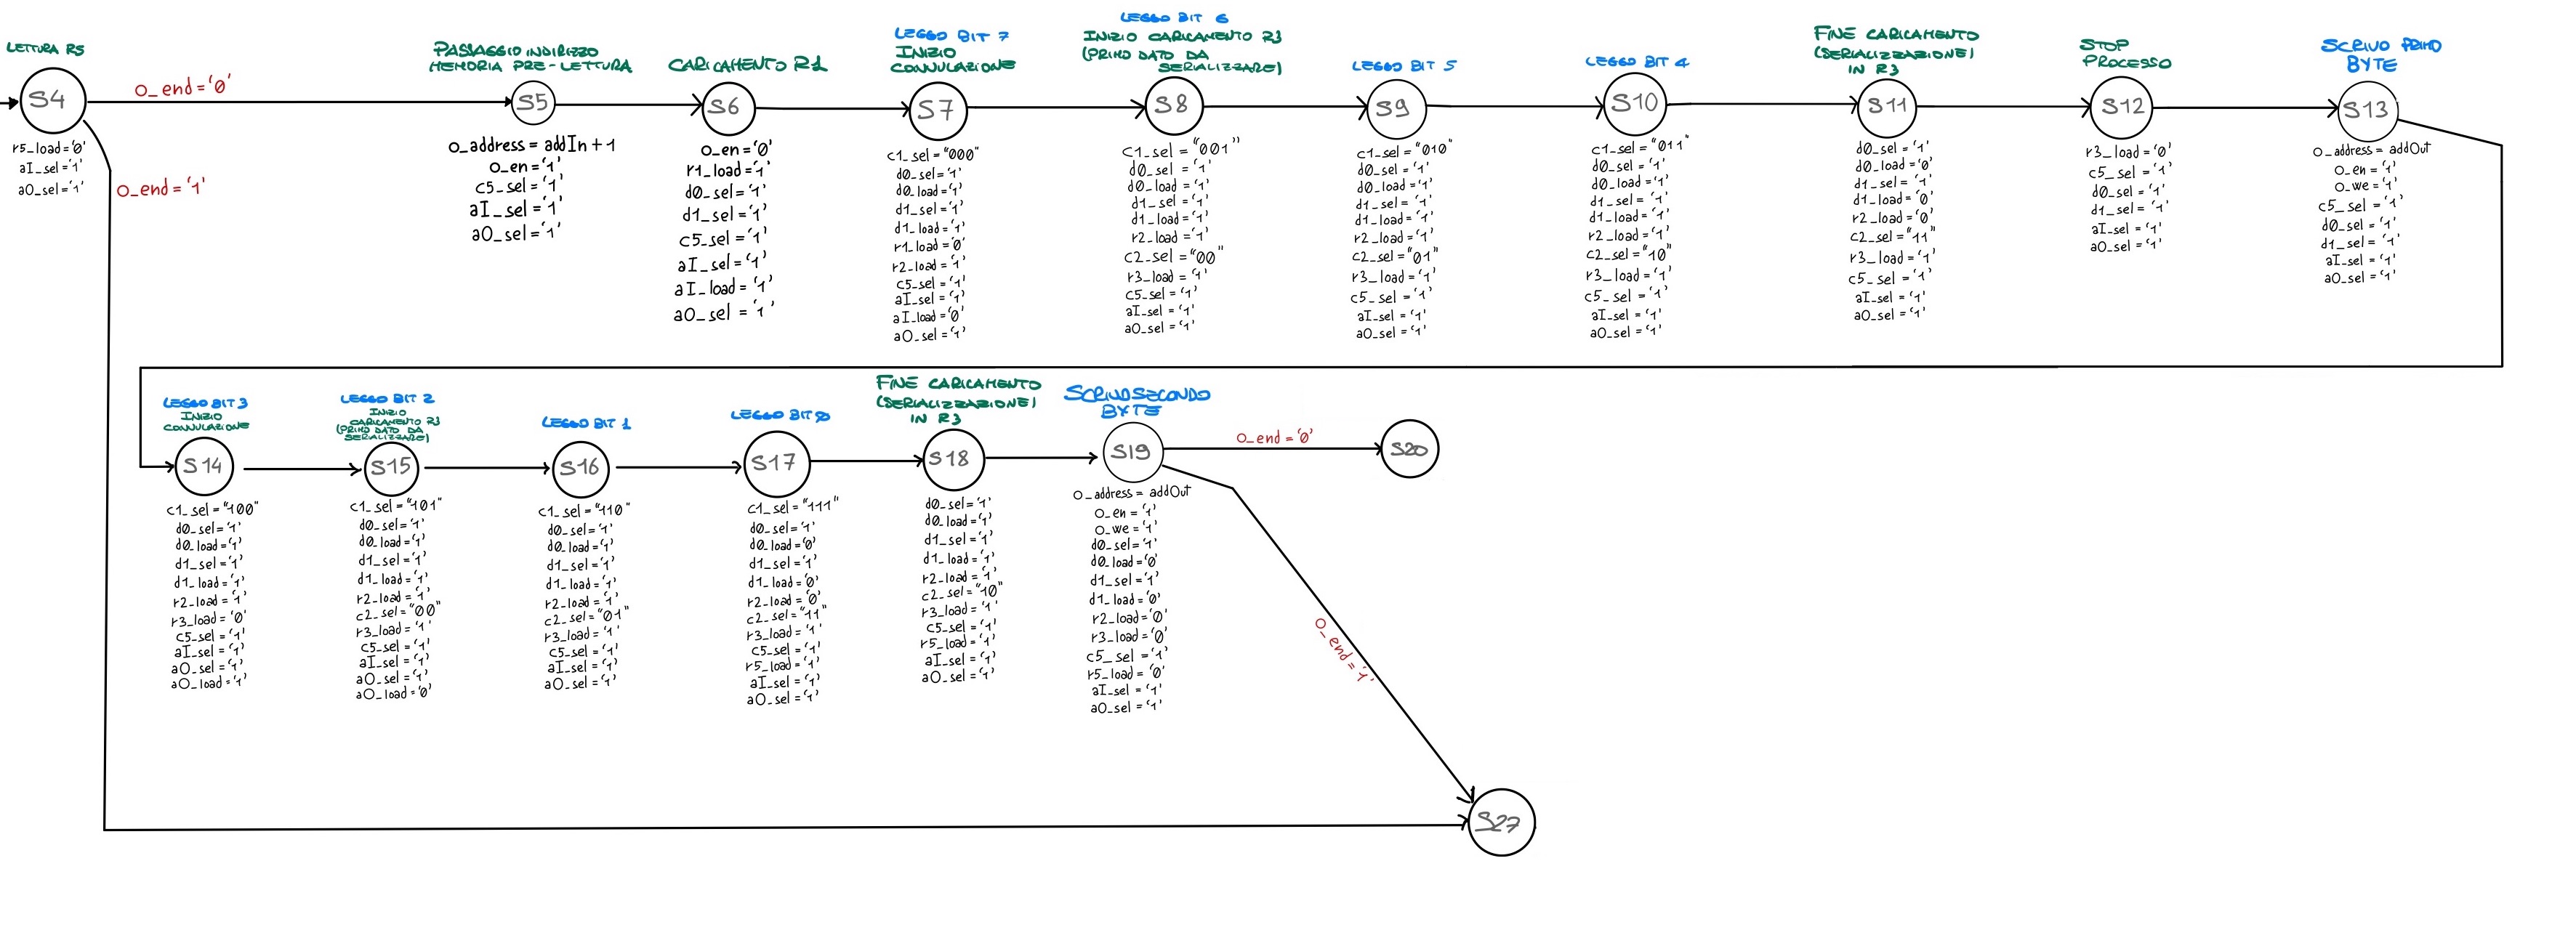 LETTURA R5
S4
r5_load='0'
aI_sel='1'
aO_sel='1'
o_end='0'
o_end='1'
PASSAGGIO INDIRIZZO
MEMORIA PRE-LETTURA
S5
o_address = addIn + 1
o_en='1'
c5_sel='1'
aI_sel='1'
aO_sel='1'
CARICAMENTO R1
S6
o_en='0'
r1_load='1'
d0_sel='1'
d1_sel='1'
c5_sel='1'
aI_sel='1'
aI_load='1'
aO_sel='1'
LEGGO BIT 7
INIZIO
CONVULAZIONE
S7
c1_sel="000"
d0_sel='1'
d0_load='1'
d1_sel='1'
d1_load='1'
r1_load='0'
r2_load='1'
c5_sel='1'
aI_sel='1'
aI_load='0'
aO_sel='1'
LEGGO BIT 6
INIZIO CARICAMENTO R3
(PRIMO DATO DA
SERIALIZZARE)
S8
c1_sel="001"
d0_sel='1'
d0_load='1'
d1_sel='1'
d1_load='1'
r2_load='1'
c2_sel="00"
r3_load='1'
c5_sel='1'
aI_sel='1'
aO_sel='1'
LEGGO BIT 5
S9
c1_sel="010"
d0_sel='1'
d0_load='1'
d1_sel='1'
d1_load='1'
r2_load='1'
c2_sel="01"
r3_load='1'
c5_sel='1'
aI_sel='1'
aO_sel='1'
LEGGO BIT 4
S10
c1_sel="011"
d0_sel='1'
d0_load='1'
d1_sel='1'
d1_load='1'
r2_load='1'
c2_sel="10"
r3_load='1'
c5_sel='1'
aI_sel='1'
aO_sel='1'
FINE CARICAMENTO
(SERIALIZZAZIONE)
IN R3
S11
d0_sel='1'
d0_load='0'
d1_sel='1'
d1_load='0'
r2_load='0'
c2_sel="11"
r3_load='1'
c5_sel='1'
aI_sel='1'
aO_sel='1'
STOP
PROCESSO
S12
r3_load='0'
c5_sel='1'
d0_sel='1'
d1_sel='1'
aI_sel='1'
aO_sel='1'
SCRIVO PRIMO
BYTE
S13
o_address = addOut
o_en='1'
o_we='1'
c5_sel='1'
d0_sel='1'
d1_sel='1'
aI_sel='1'
aO_sel='1'
LEGGO BIT 3
INIZIO
CONVULAZIONE
S14
c1_sel="100"
d0_sel='1'
d0_load='1'
d1_sel='1'
d1_load='1'
r2_load='1'
r3_load='0'
c5_sel='1'
aI_sel='1'
aO_sel='1'
aO_load='1'
LEGGO BIT 2
INIZIO
CARICAMENTO R3
(PRIMO DATO DA
SERIALIZZARE)
S15
c1_sel="101"
d0_sel='1'
d0_load='1'
d1_sel='1'
d1_load='1'
r2_load='1'
c2_sel="00"
r3_load='1'
c5_sel='1'
aI_sel='1'
aO_sel='1'
aO_load='0'
LEGGO BIT 1
S16
c1_sel="110"
d0_sel='1'
d0_load='1'
d1_sel='1'
d1_load='1'
r2_load='1'
c2_sel="01"
r3_load='1'
c5_sel='1'
aI_sel='1'
aO_sel='1'
LEGGO BIT 0
S17
c1_sel="111"
d0_sel='1'
d0_load='0'
d1_sel='1'
d1_load='0'
r2_load='0'
c2_sel="11"
r3_load='1'
c5_sel='1'
r5_load='1'
aI_sel='1'
aO_sel='1'
FINE CARICAMENTO
(SERIALIZZAZIONE)
IN R3
S18
d0_sel='1'
d0_load='1'
d1_sel='1'
d1_load='1'
r2_load='1'
c2_sel="10"
r3_load='1'
c5_sel='1'
r5_load='1'
aI_sel='1'
aO_sel='1'
SCRIVO SECONDO
BYTE
S19
o_address = addOut
o_en='1'
o_we='1'
d0_sel='1'
d0_load='0'
d1_sel='1'
d1_load='0'
r2_load='0'
r3_load='0'
c5_sel='1'
r5_load='0'
aI_sel='1'
aO_sel='1'
o_end='0'
S20
o_end='1'
S27